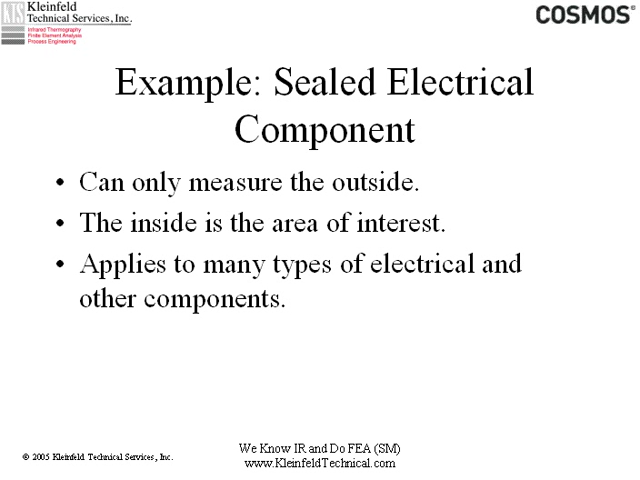 KTS
Kleinfeld
Technical Services, Inc.
Infrared Thermography
Finite Element Analysis
Process Engineering
COSMOS®
Example: Sealed Electrical
Component
• Can only measure the outside.
• The inside is the area of interest.
• Applies to many types of electrical and
other components.
© 2005 Kleinfeld Technical Services, Inc.
We Know IR and Do FEA (SM)
www.KleinfeldTechnical.com